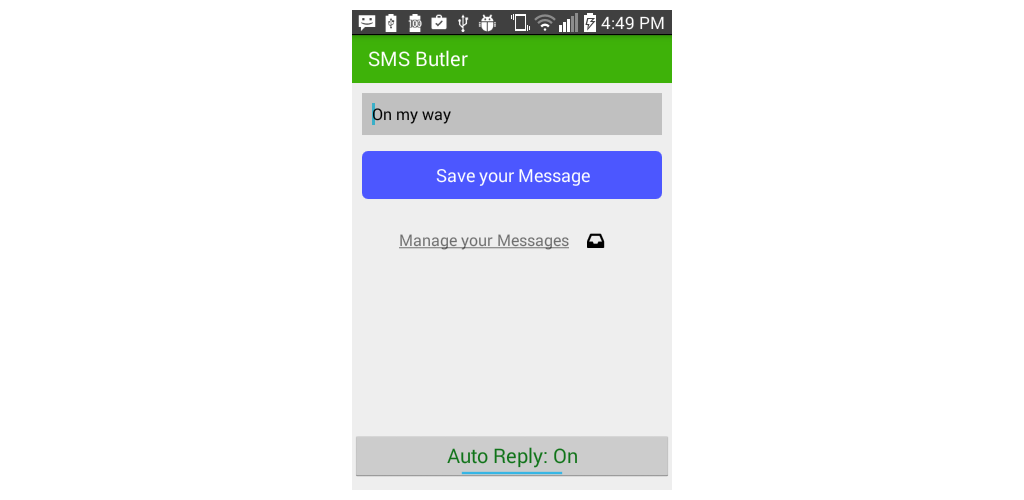 4:49 PM
SMS Butler
On my way
Save your Message
Manage your Messages
Auto Reply: On